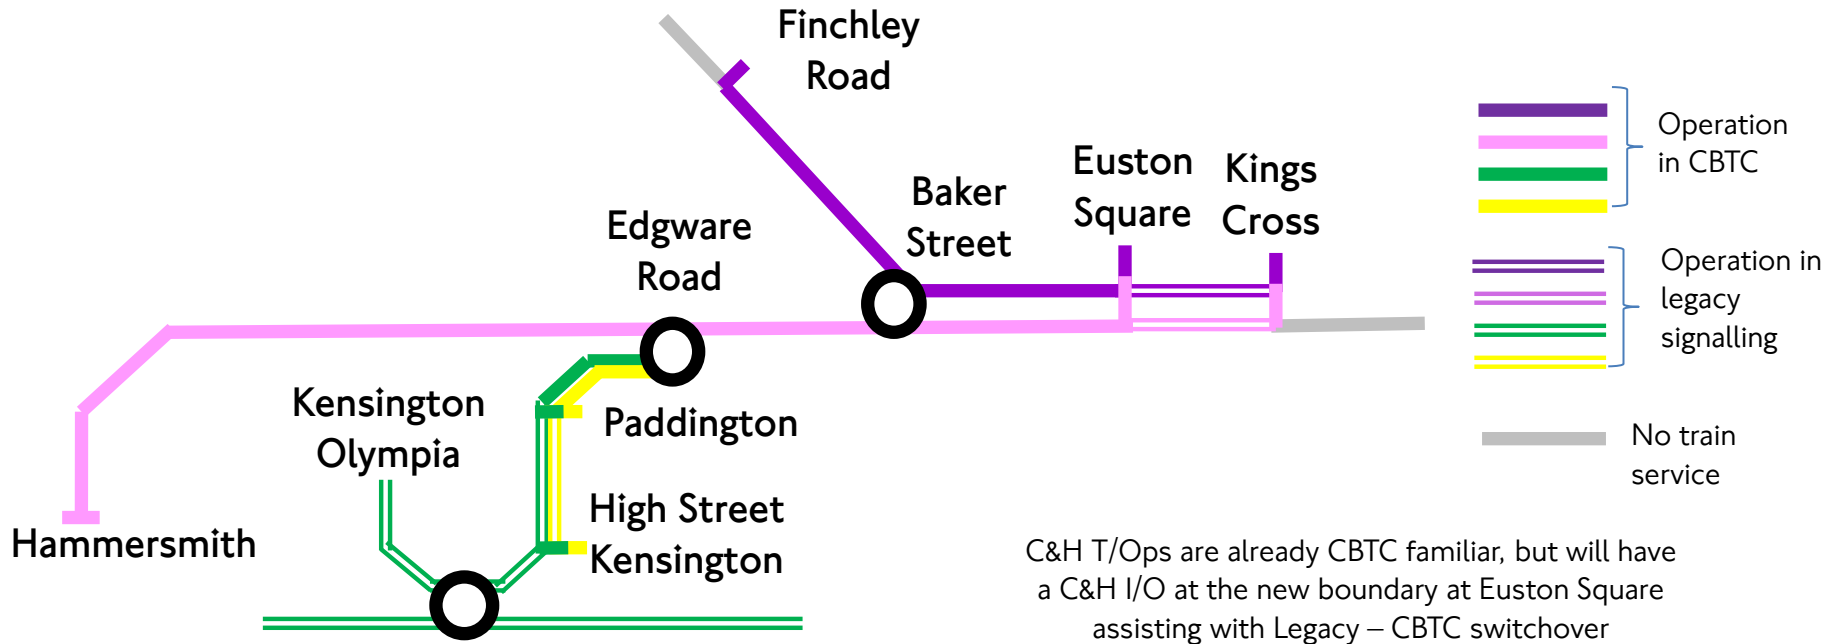 Finchley
Road
Euston
Square
Kings
Cross
Baker
Street
Edgware
Road
Kensington
Olympia
Paddington
High Street
Kensington
Hammersmith
Operation
in CBTC
Operation in
legacy
signalling
No train
service
C&H T/Ops are already CBTC familiar, but will have
a C&H I/O at the new boundary at Euston Square
assisting with Legacy – CBTC switchover